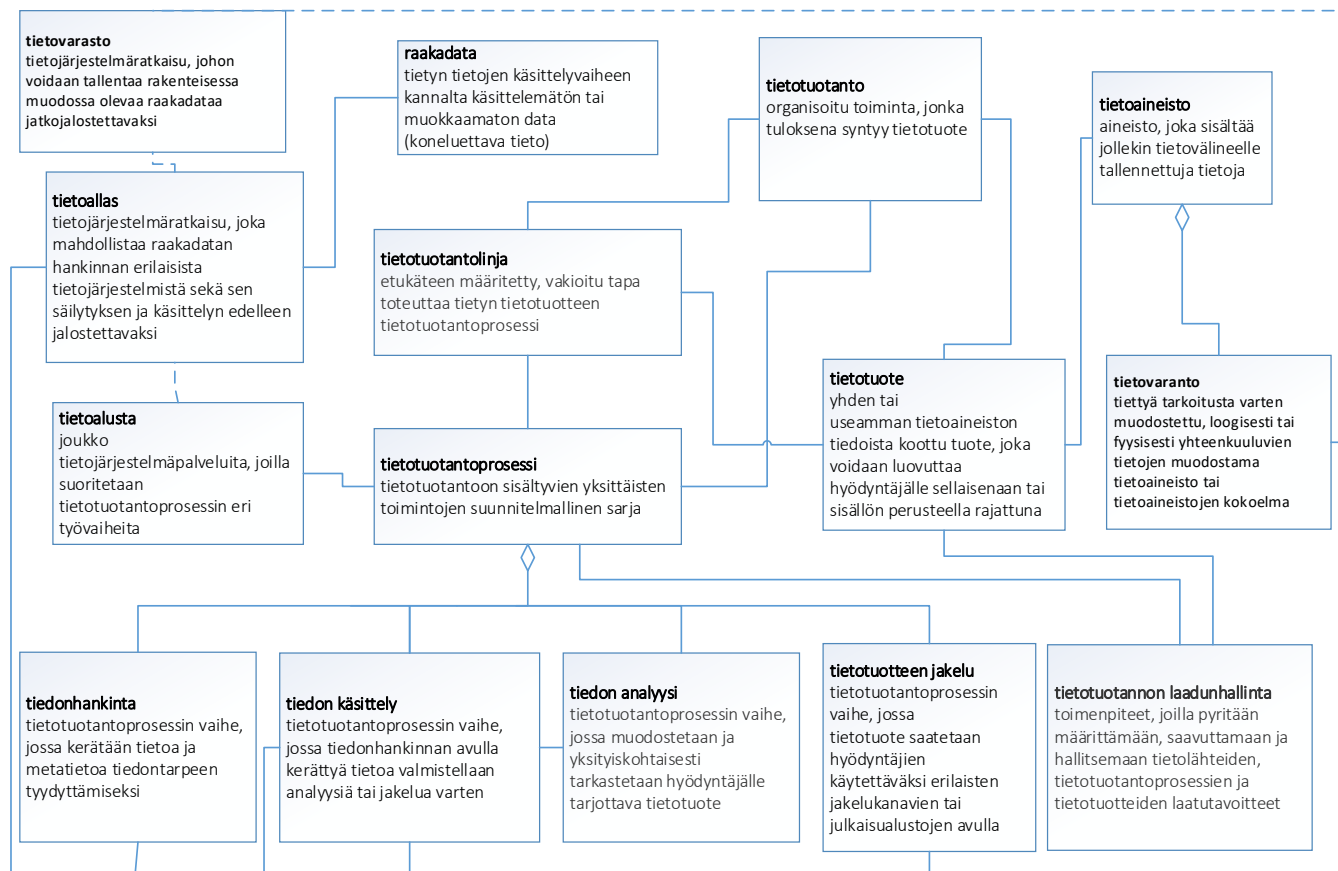 tietovarasto
tietojärjestelmäratkaisu, johon
voidaan tallentaa rakenteisessa
muodossa olevaa raakadataa
jatkojalostettavaksi
raakadata
tietyn tietojen käsittelyvaiheen
kannalta käsittelemätön tai
muokkaamaton data
(koneluettava tieto)
tietotuotanto
organisoitu toiminta, jonka
tuloksena syntyy tietotuote
tietoaineisto
aineisto, joka sisältää
jollekin tietovälineelle
tallennettuja tietoja
tietoallas
tietojärjestelmäratkaisu, joka
mahdollistaa raakadatan
hankinnan erilaisista
tietojärjestelmistä sekä sen
säilytyksen ja käsittelyn edelleen
jalostettavaksi
tietotuotantolinja
etukäteen määritetty, vakioitu tapa
toteuttaa tietyn tietotuotteen
tietotuotantoprosessi
tietotuote
yhden tai
useamman tietoaineiston
tiedoista koottu tuote, joka
voidaan luovuttaa
hyödyntäjälle sellaisenaan tai
sisällön perusteella rajattuna
tietovaranto
tiettyä tarkoitusta varten
muodostettu, loogisesti tai
fyysisesti yhteenkuuluvien
tietojen muodostama
tietoaineisto tai
tietoaineistojen kokoelma
tietoalusta
joukko
tietojärjestelmäpalveluita, joilla
suoritetaan
tietotuotantoprosessin eri
työvaiheita
tietotuotantoprosessi
tietotuotantoon sisältyvien yksittäisten
toimintojen suunnitelmallinen sarja
tiedonhankinta
tietotuotantoprosessin vaihe,
jossa kerätään tietoa ja
metatietoa tiedontarpeen
tyydyttämiseksi
tiedon käsittely
tietotuotantoprosessin vaihe,
jossa tiedonhankinnan avulla
kerättyä tietoa valmistellaan
analyysiä tai jakelua varten
tiedon analyysi
tietotuotantoprosessin vaihe,
jossa muodostetaan ja
yksityiskohtaisesti
tarkastetaan hyödyntäjälle
tarjottava tietotuote
tietotuotteen jakelu
tietotuotantoprosessin
vaihe, jossa
tietotuote saatetaan
hyödyntäjien
käytettäväksi erilaisten
jakelukanavien tai
julkaisualustojen avulla
tietotuotannon laadunhallinta
toimenpiteet, joilla pyritään
määrittämään, saavuttamaan ja
hallitsemaan tietolähteiden,
tietotuotantoprosessien ja
tietotuotteiden laatutavoitteet